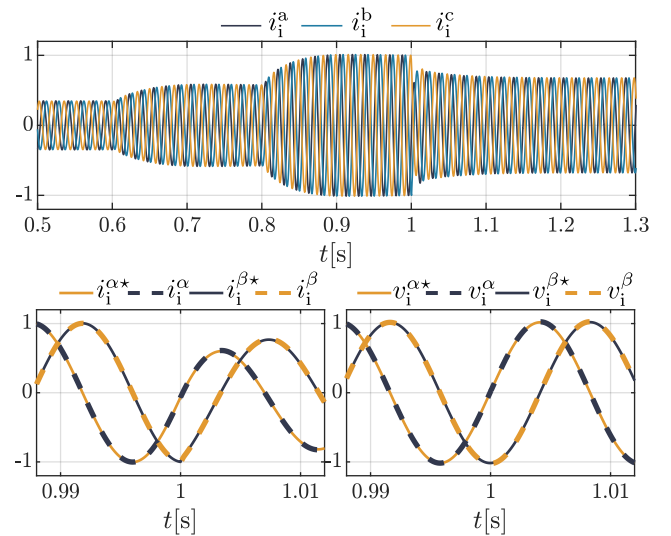 i_i^a i_i^b i_i^c
1
0
-1
0.5 0.6 0.7 0.8 0.9 1 1.1 1.2 1.3
t[s]
i_i^{α⋆} i_i^α i_i^{β⋆} i_i^β
v_i^{α⋆} v_i^α v_i^{β⋆} v_i^β
1
0
-1
0.99 1 1.01
t[s]
1
0
-1
0.99 1 1.01
t[s]